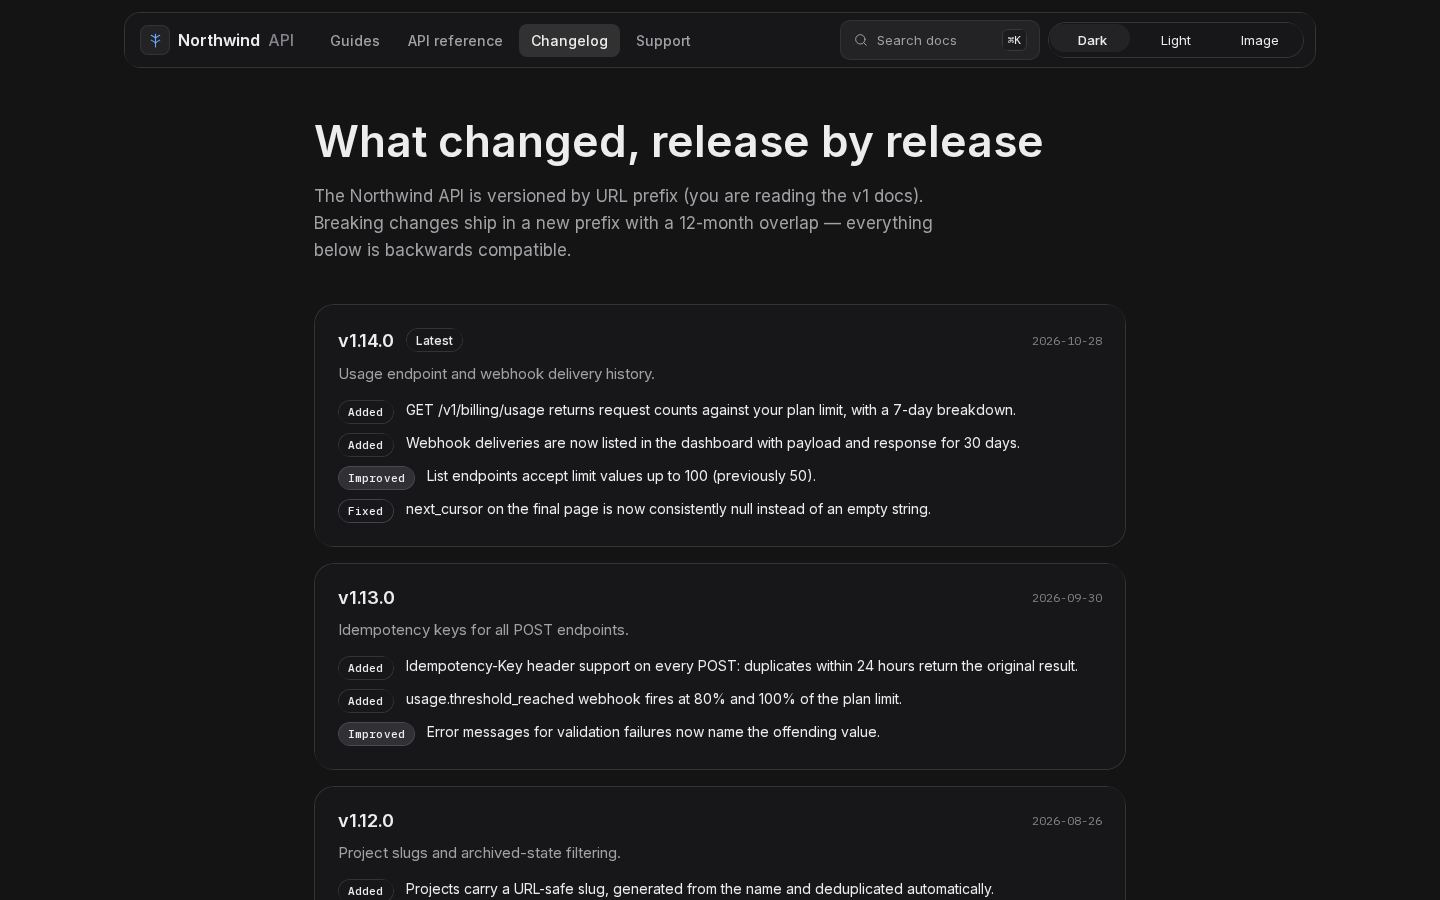 Northwind API Guides API reference Changelog Support Search docs ⌘K Dark Light Image
What changed, release by release
The Northwind API is versioned by URL prefix (you are reading the v1 docs).
Breaking changes ship in a new prefix with a 12-month overlap — everything
below is backwards compatible.
v1.14.0 Latest 2026-10-28
Usage endpoint and webhook delivery history.
Added GET /v1/billing/usage returns request counts against your plan limit, with a 7-day breakdown.
Added Webhook deliveries are now listed in the dashboard with payload and response for 30 days.
Improved List endpoints accept limit values up to 100 (previously 50).
Fixed next_cursor on the final page is now consistently null instead of an empty string.
v1.13.0 2026-09-30
Idempotency keys for all POST endpoints.
Added Idempotency-Key header support on every POST: duplicates within 24 hours return the original result.
Added usage.threshold_reached webhook fires at 80% and 100% of the plan limit.
Improved Error messages for validation failures now name the offending value.
v1.12.0 2026-08-26
Project slugs and archived-state filtering.
Added Projects carry a URL-safe slug, generated from the name and deduplicated automatically.